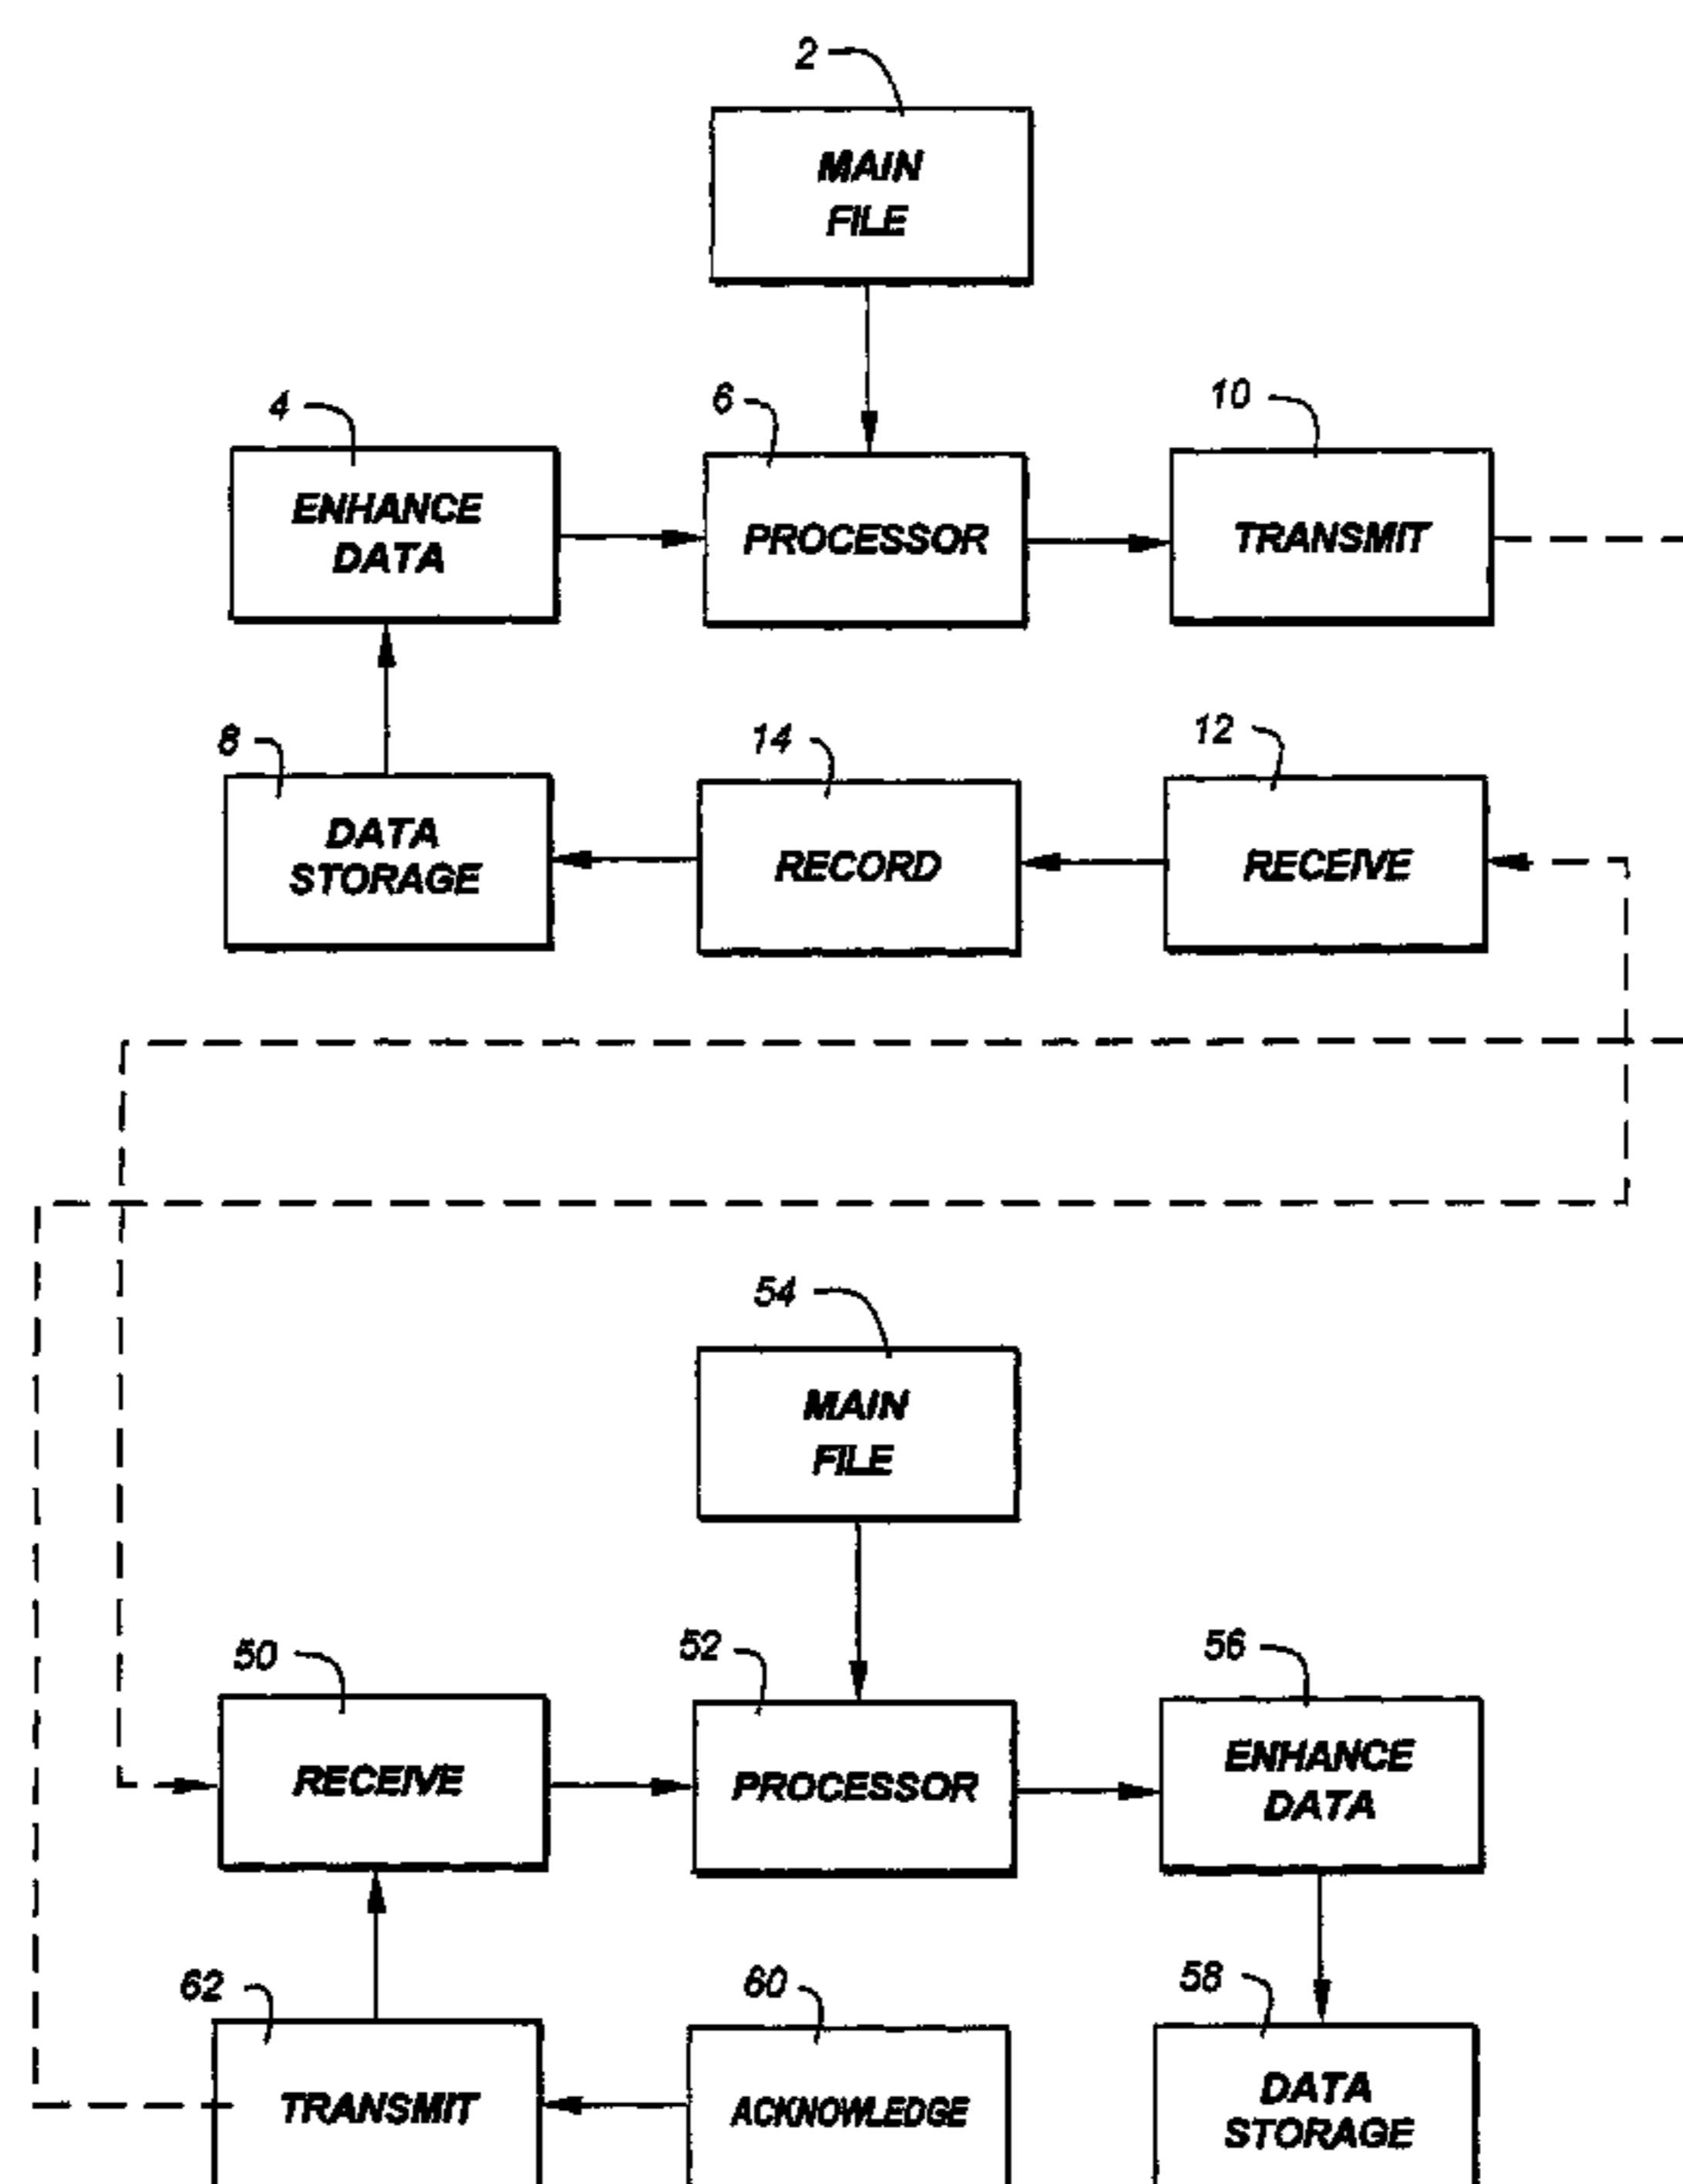 2
MAIN
FILE
4
6
10
ENHANCE
DATA
PROCESSOR
TRANSMIT
8
14
12
DATA
STORAGE
RECORD
RECEIVE
54
MAIN
FILE
50
52
56
RECEIVE
PROCESSOR
ENHANCE
DATA
62
60
58
TRANSMIT
ACKNOWLEDGE
DATA
STORAGE